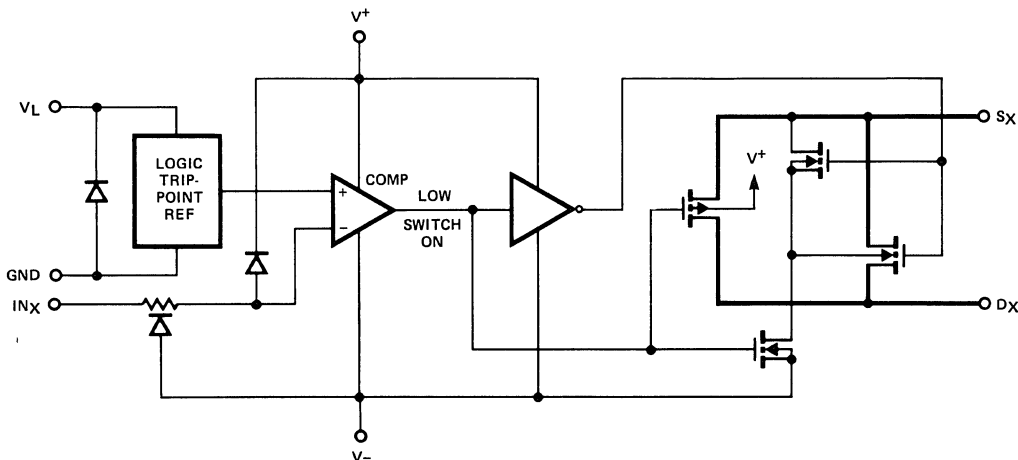 V+
VL
LOGIC
TRIP-
POINT
REF
+
COMP
−
LOW
SWITCH
ON
V+
SX
GND
INX
DX
V−